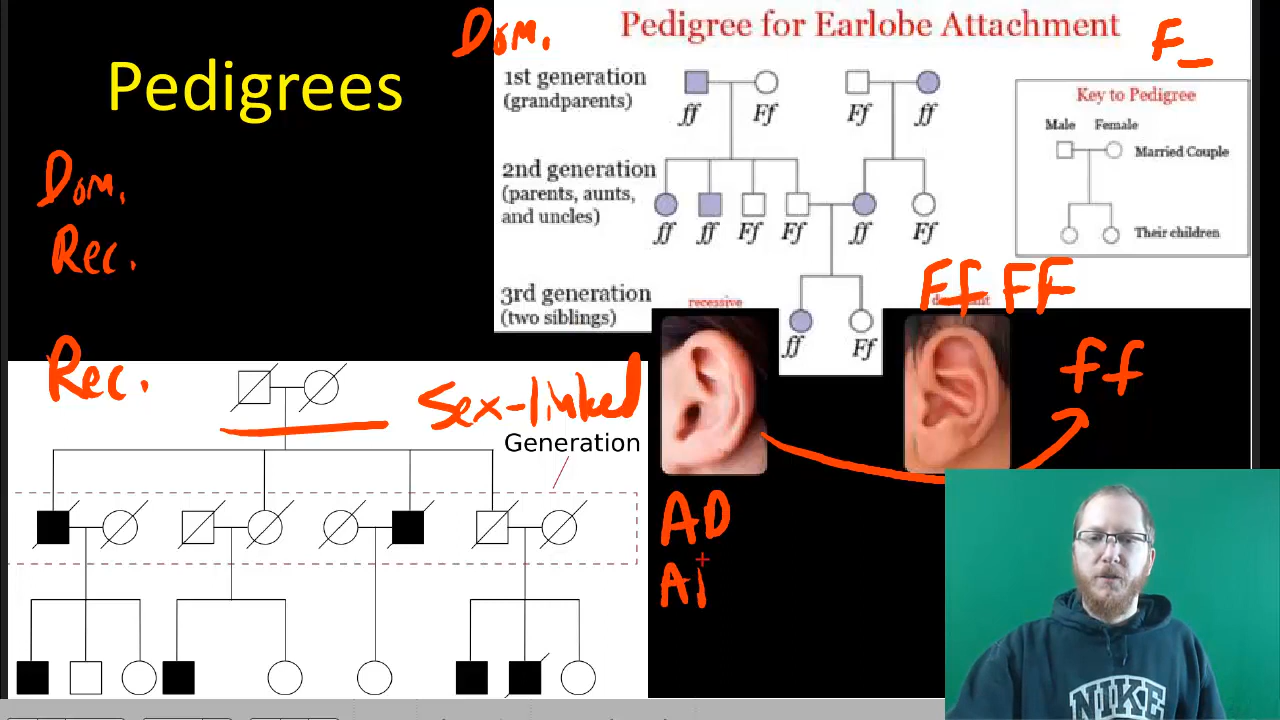 Pedigrees
Dom.
Rec.
Rec.
Sex-linked
Generation
Dom.
Pedigree for Earlobe Attachment
F_
1st generation
(grandparents)
ff Ff Ff ff
2nd generation
(parents, aunts,
and uncles)
ff ff Ff Ff ff Ff
3rd generation
(two siblings)
ff Ff
Key to Pedigree
Male Female
Married Couple
Their children
recessive
Ff FF
ff
AD
NIKE